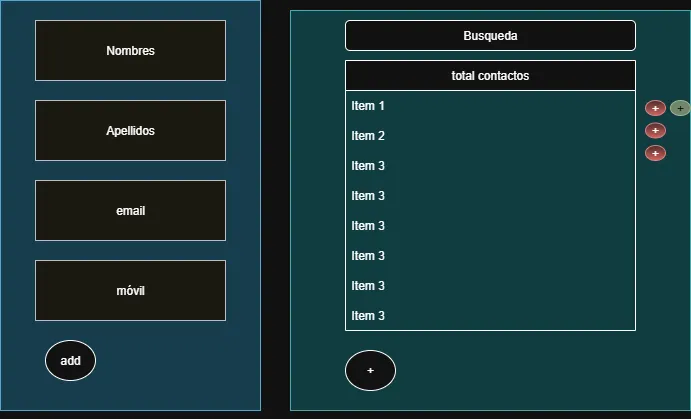 Nombres
Apellidos
email
móvil
add
Busqueda
total contactos
Item 1
+ +
Item 2
+
Item 3
+
Item 3
Item 3
Item 3
Item 3
Item 3
+